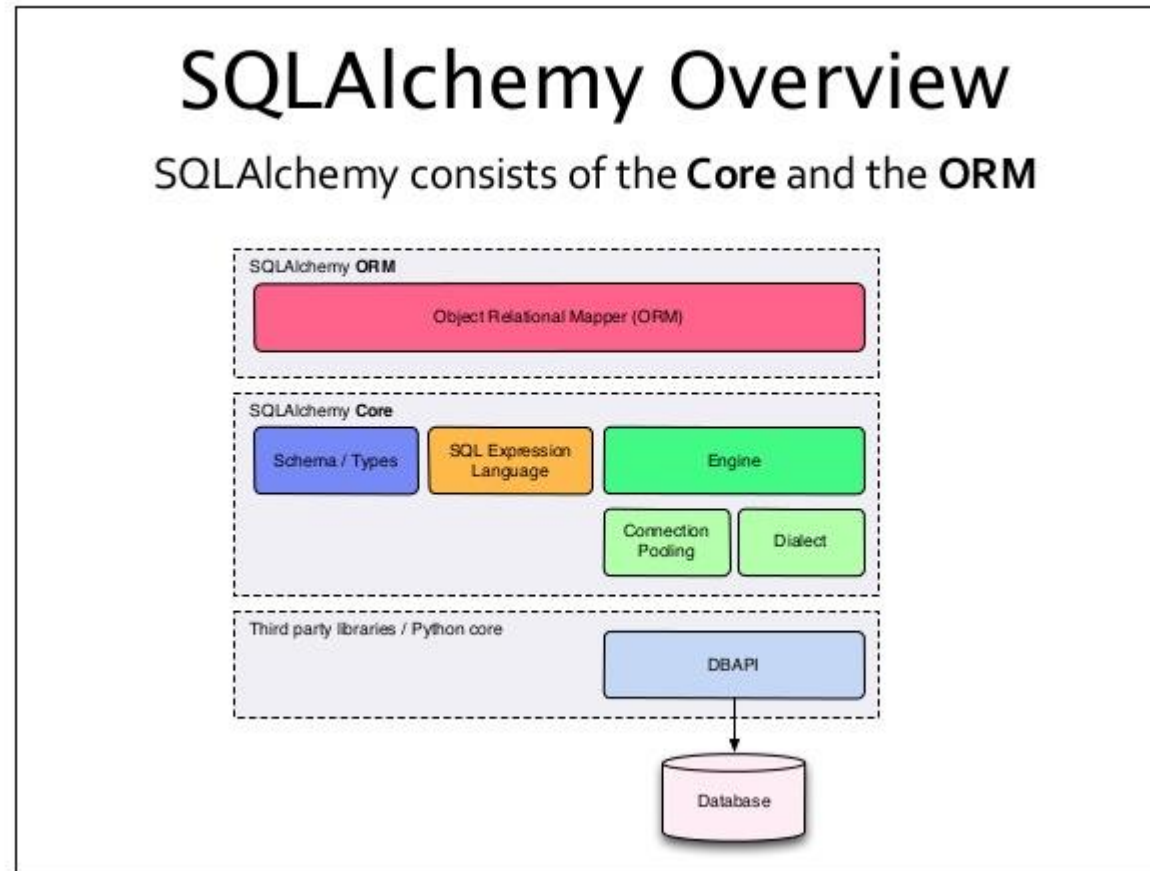 SQLAlchemy Overview
SQLAlchemy consists of the Core and the ORM
SQLAlchemy ORM
Object Relational Mapper (ORM)
SQLAlchemy Core
Schema / Types
SQL Expression
Language
Engine
Connection
Pooling
Dialect
Third party libraries / Python core
DBAPI
Database